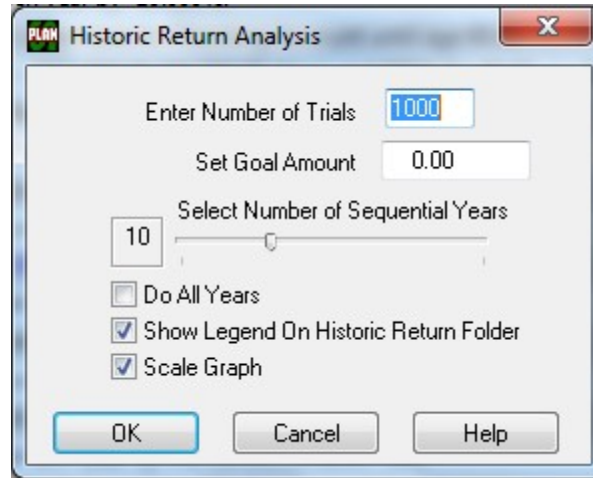 PLAN Historic Return Analysis
Enter Number of Trials 1000
Set Goal Amount 0.00
Select Number of Sequential Years
10
Do All Years
Show Legend On Historic Return Folder
Scale Graph
OK Cancel Help